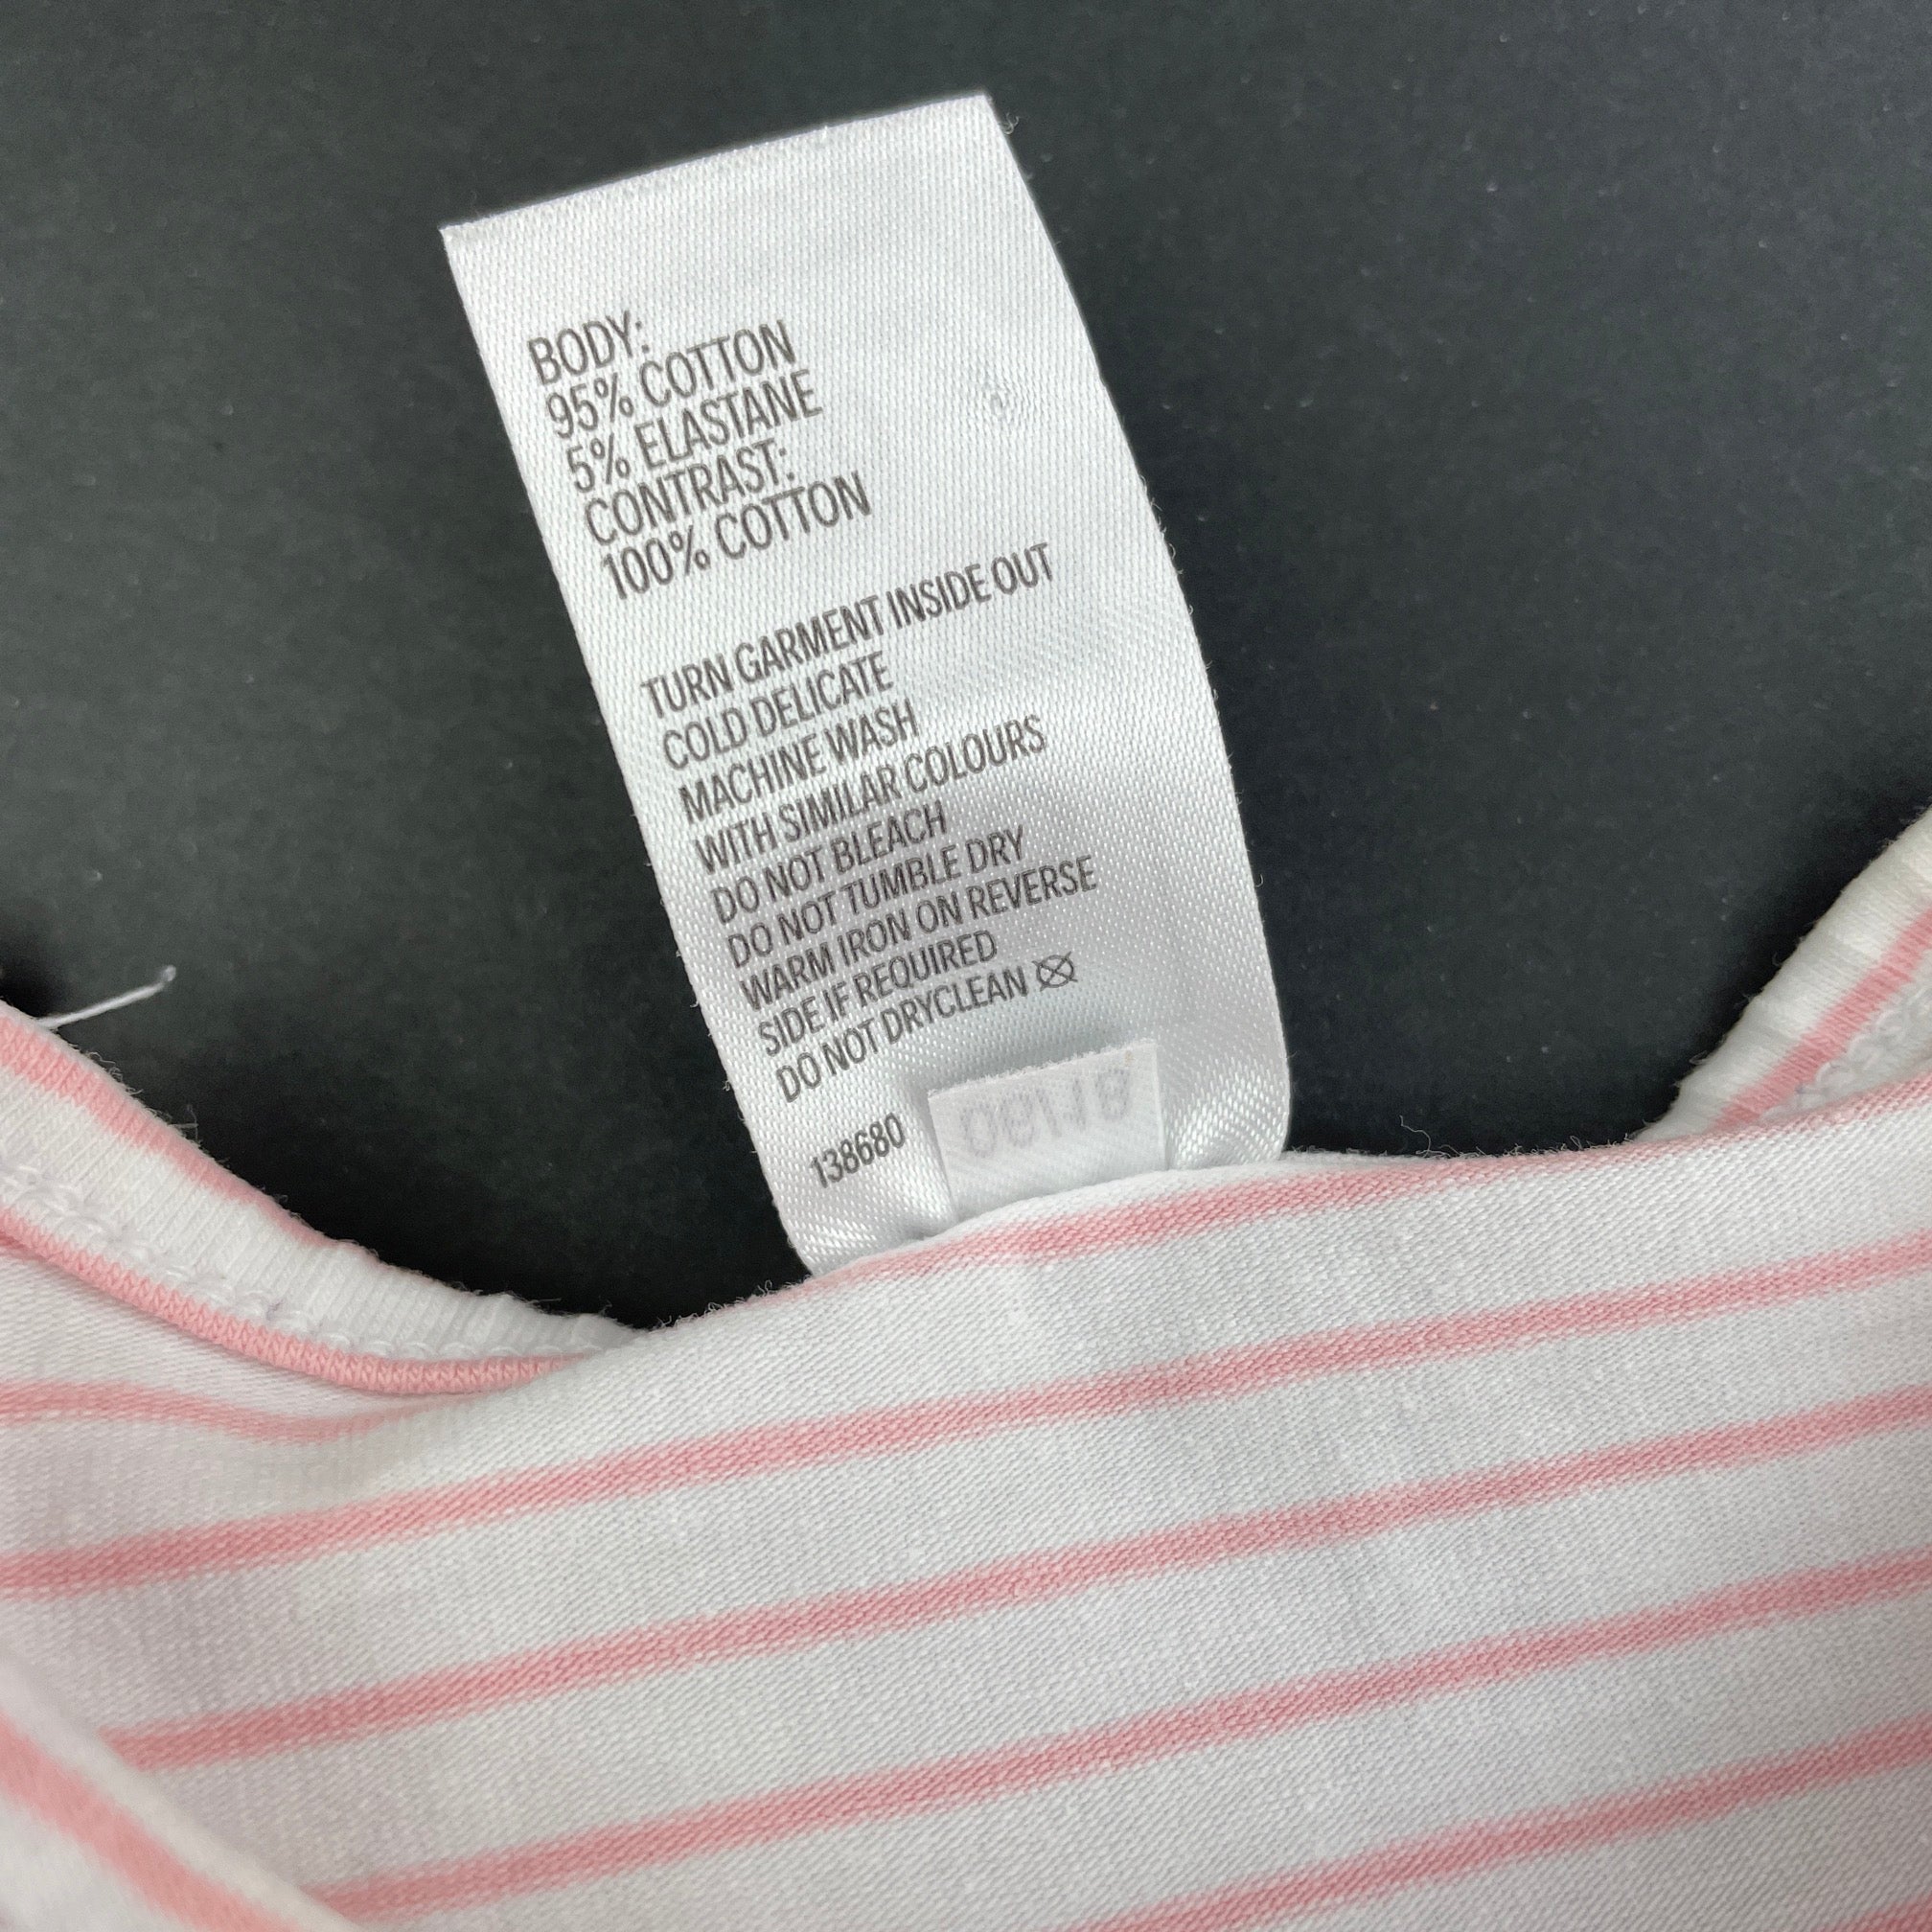 BODY:
95% COTTON
5% ELASTANE
CONTRAST:
100% COTTON
TURN GARMENT INSIDE OUT
COLD DELICATE
MACHINE WASH
WITH SIMILAR COLOURS
DO NOT BLEACH
DO NOT TUMBLE DRY
WARM IRON ON REVERSE
SIDE IF REQUIRED
DO NOT DRYCLEAN
138680